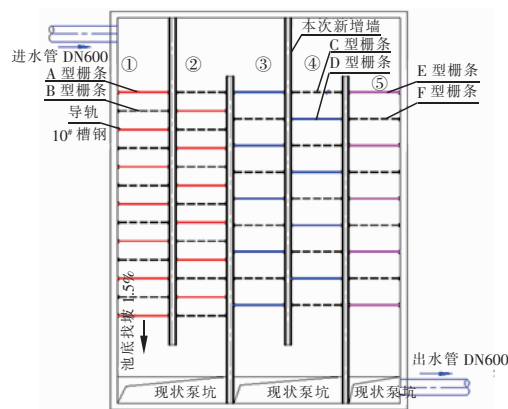 本次新增墙
进水管 DN600
① ② ③ ④ ⑤
C 型栅条
D 型栅条
A 型栅条
B 型栅条
E 型栅条
F 型栅条
导轨
10# 槽钢
池底找坡 1.5%
出水管 DN600
现状泵坑
现状泵坑
现状泵坑